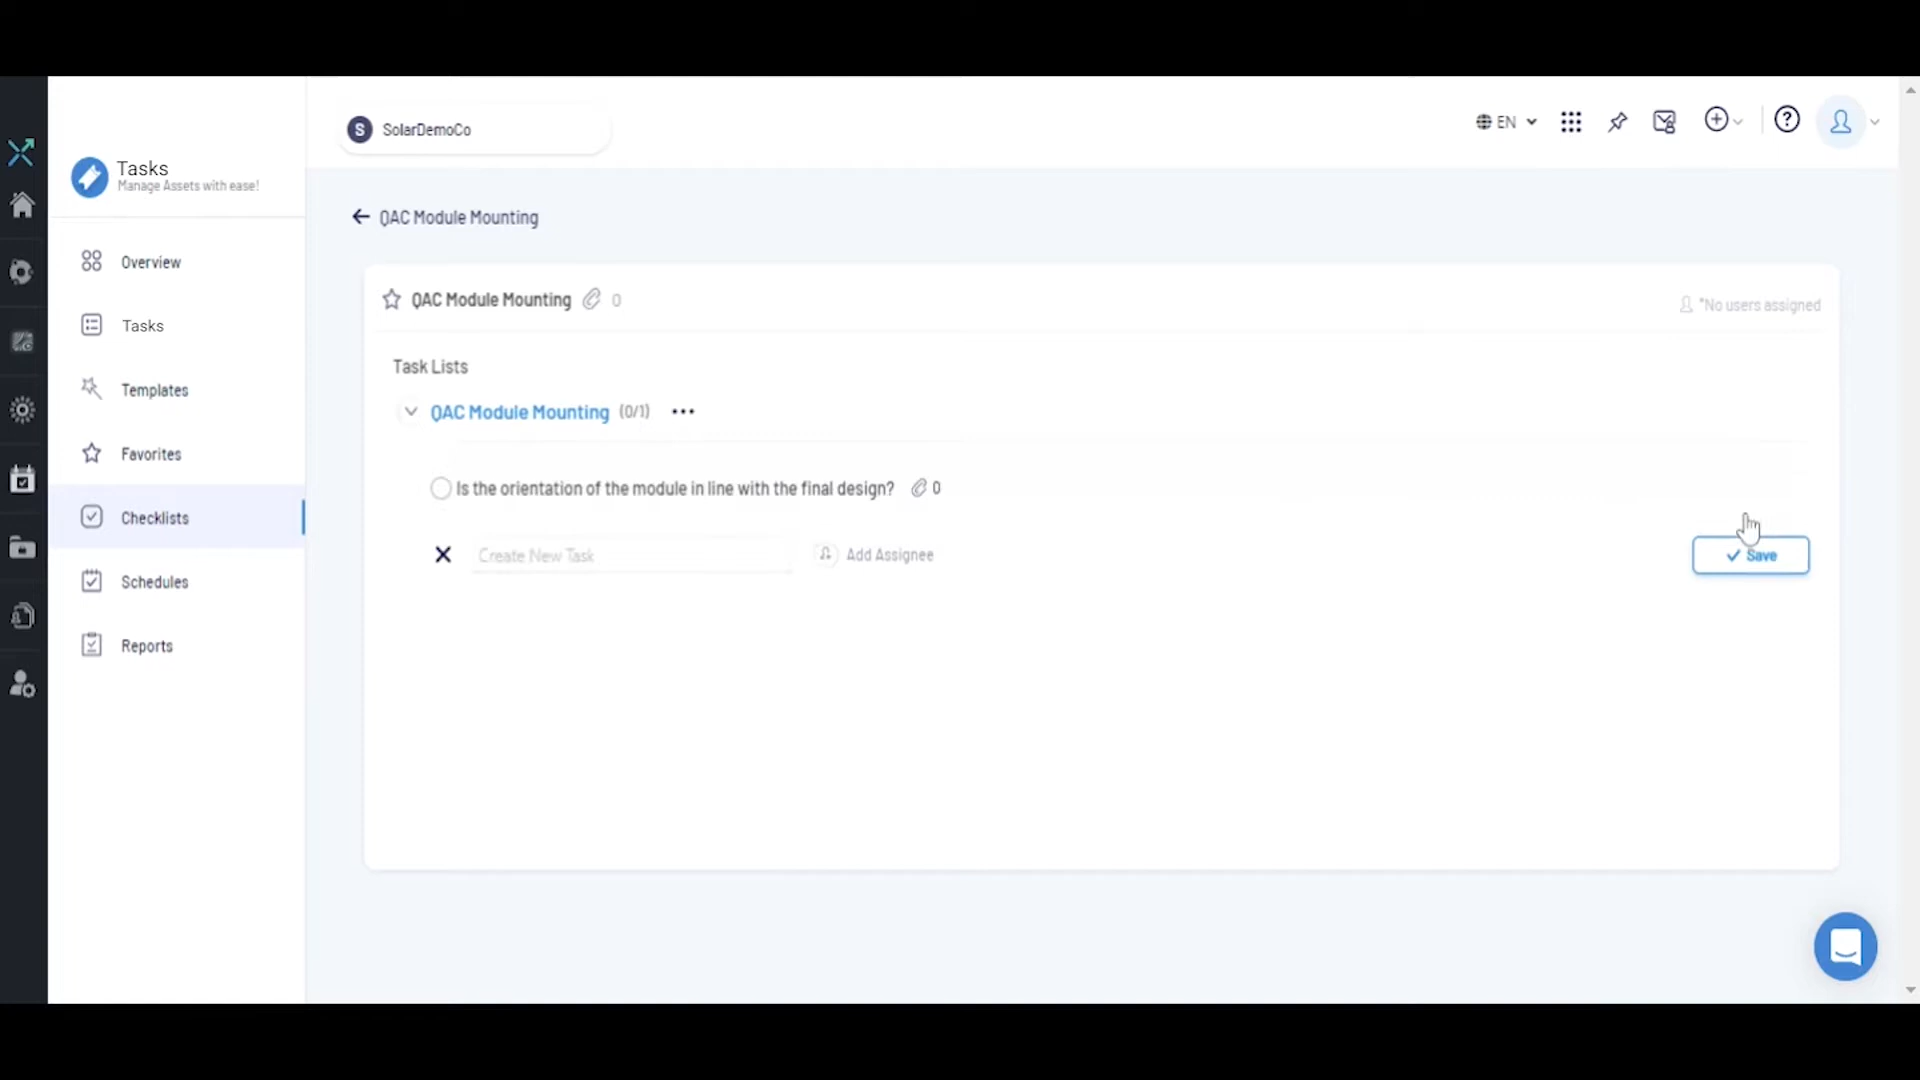 S SolarDemoCo
EN
Tasks
Manage Assets with ease!
Overview
Tasks
Templates
Favorites
Checklists
Schedules
Reports
QAC Module Mounting
QAC Module Mounting 0
*No users assigned
Task Lists
QAC Module Mounting (0/1)
Is the orientation of the module in line with the final design? 0
Create New Task
Add Assignee
Save